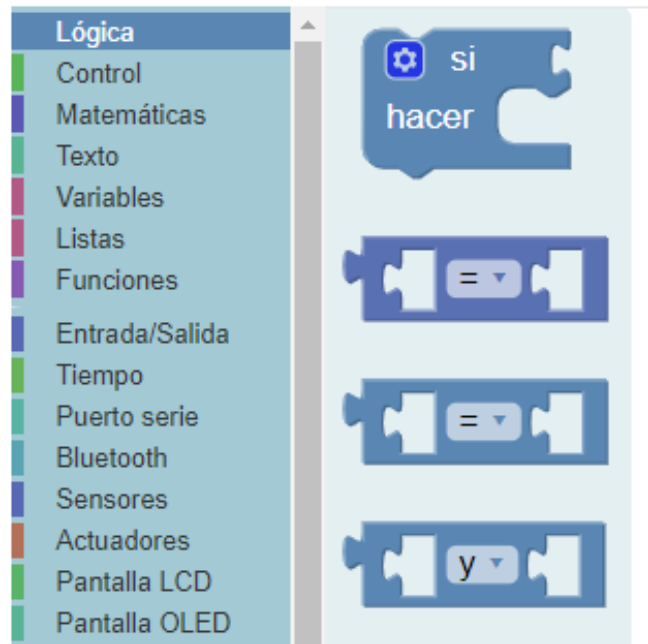 Lógica
Control
Matemáticas
Texto
Variables
Listas
Funciones
Entrada/Salida
Tiempo
Puerto serie
Bluetooth
Sensores
Actuadores
Pantalla LCD
Pantalla OLED
si
hacer
=
=
y